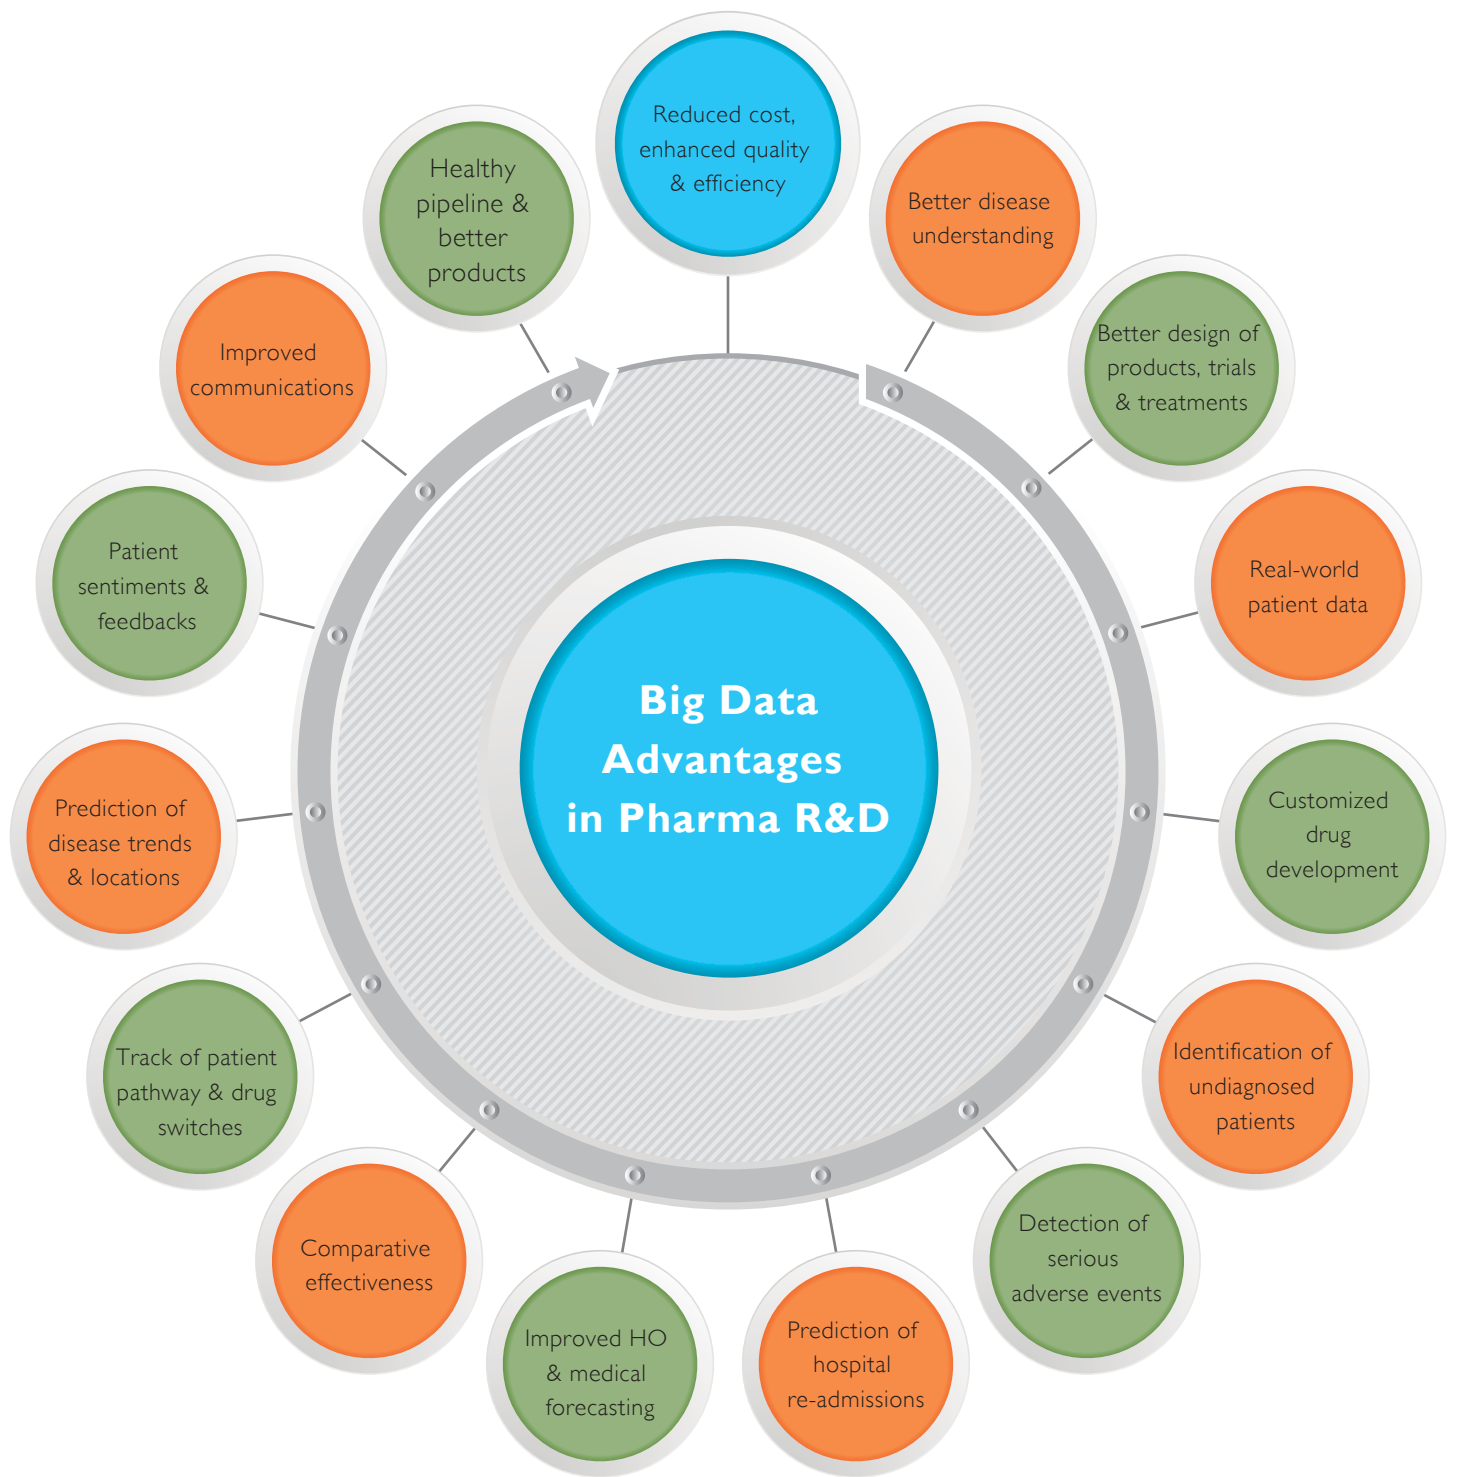 Reduced cost,
enhanced quality
& efficiency
Better disease
understanding
Better design of
products, trials
& treatments
Real-world
patient data
Customized
drug
development
Identification of
undiagnosed
patients
Detection of
serious
adverse events
Prediction of
hospital
re-admissions
Improved HO
& medical
forecasting
Comparative
effectiveness
Track of patient
pathway & drug
switches
Prediction of
disease trends
& locations
Patient
sentiments &
feedbacks
Improved
communications
Healthy
pipeline &
better
products
Big Data
Advantages
in Pharma R&D